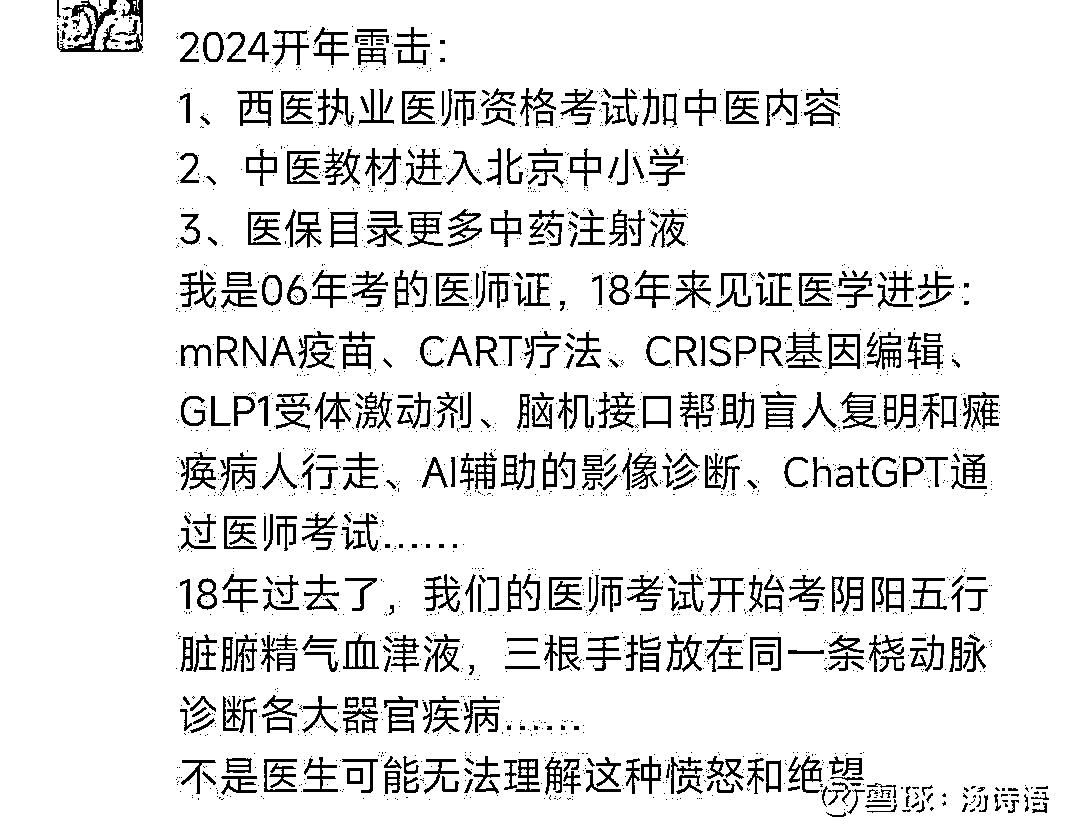 2024开年雷击：
1、西医执业医师资格考试加中医内容
2、中医教材进入北京中小学
3、医保目录更多中药注射液
我是06年考的医师证，18年来见证医学进步：
mRNA疫苗、CART疗法、CRISPR基因编辑、
GLP1受体激动剂、脑机接口帮助盲人复明和瘫
痪病人行走、AI辅助的影像诊断、ChatGPT通
过医师考试……
18年过去了，我们的医师考试开始考阴阳五行
脏腑精气血津液，三根手指放在同一条桡动脉
诊断各大器官疾病……
不是医生可能无法理解这种愤怒和绝望
雪球：汤诗语